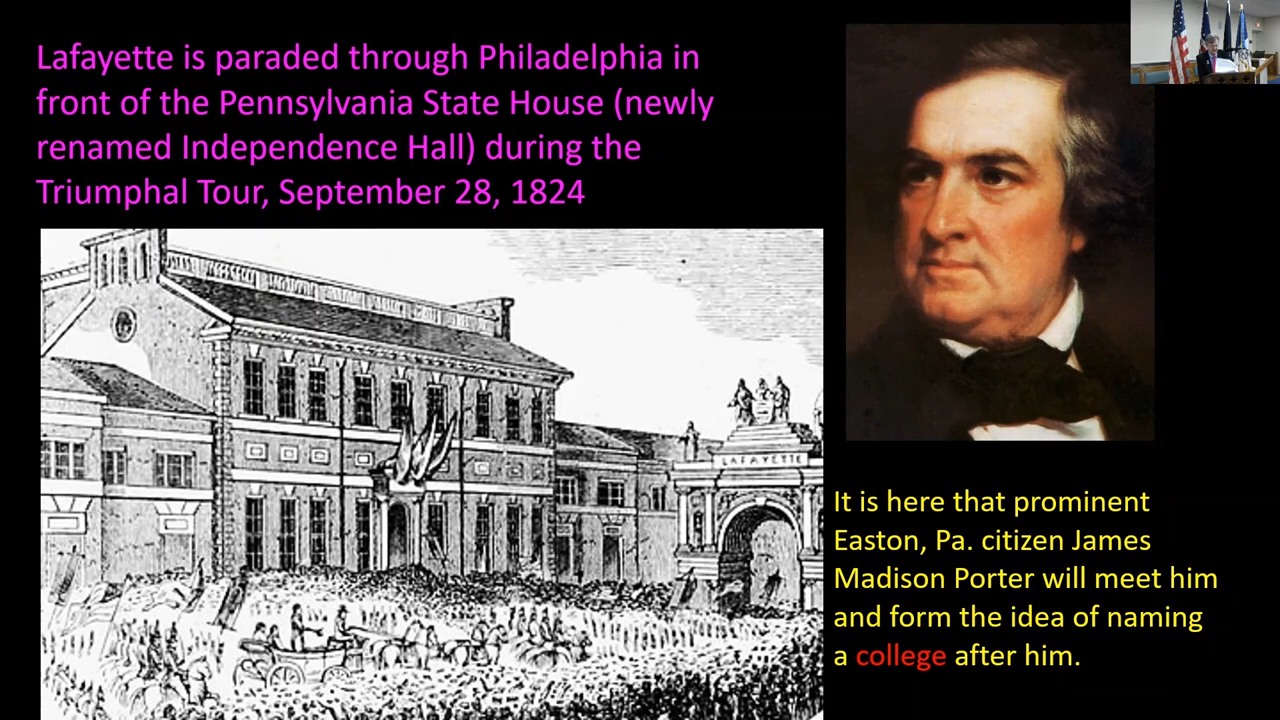 Lafayette is paraded through Philadelphia in
front of the Pennsylvania State House (newly
renamed Independence Hall) during the
Triumphal Tour, September 28, 1824
LAFAYETTE
It is here that prominent
Easton, Pa. citizen James
Madison Porter will meet him
and form the idea of naming
a college after him.